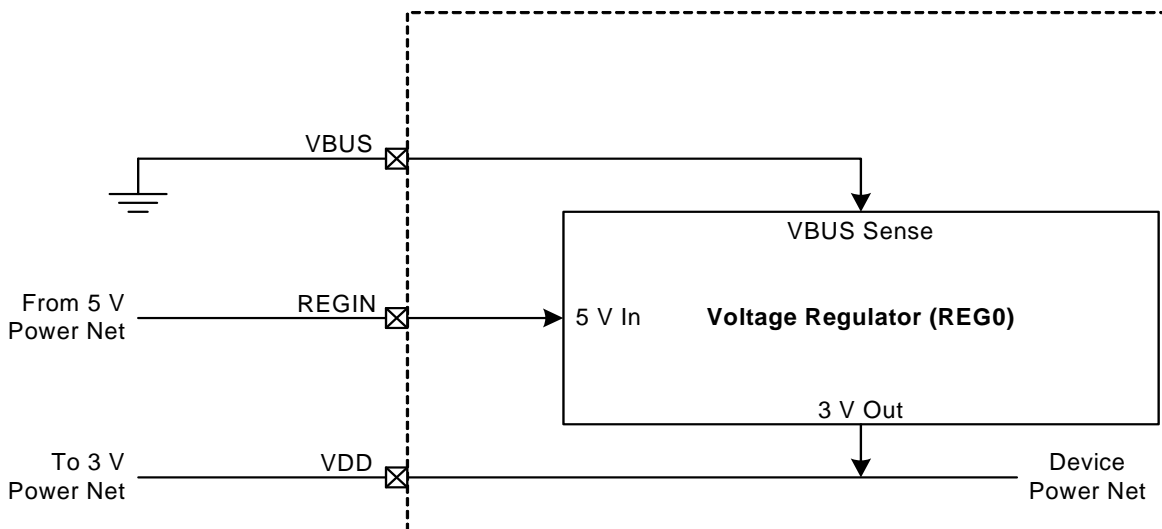 VBUS
VBUS Sense
From 5 V
Power Net
REGIN
5 V In
Voltage Regulator (REG0)
3 V Out
To 3 V
Power Net
VDD
Device
Power Net